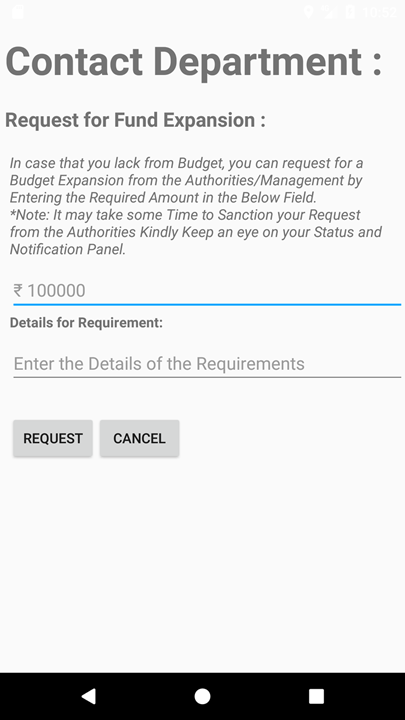 Contact Department :
Request for Fund Expansion :
In case that you lack from Budget, you can request for a
Budget Expansion from the Authorities/Management by
Entering the Required Amount in the Below Field.
*Note: It may take some Time to Sanction your Request
from the Authorities Kindly Keep an eye on your Status and
Notification Panel.
₹ 100000
Details for Requirement:
Enter the Details of the Requirements
REQUEST CANCEL